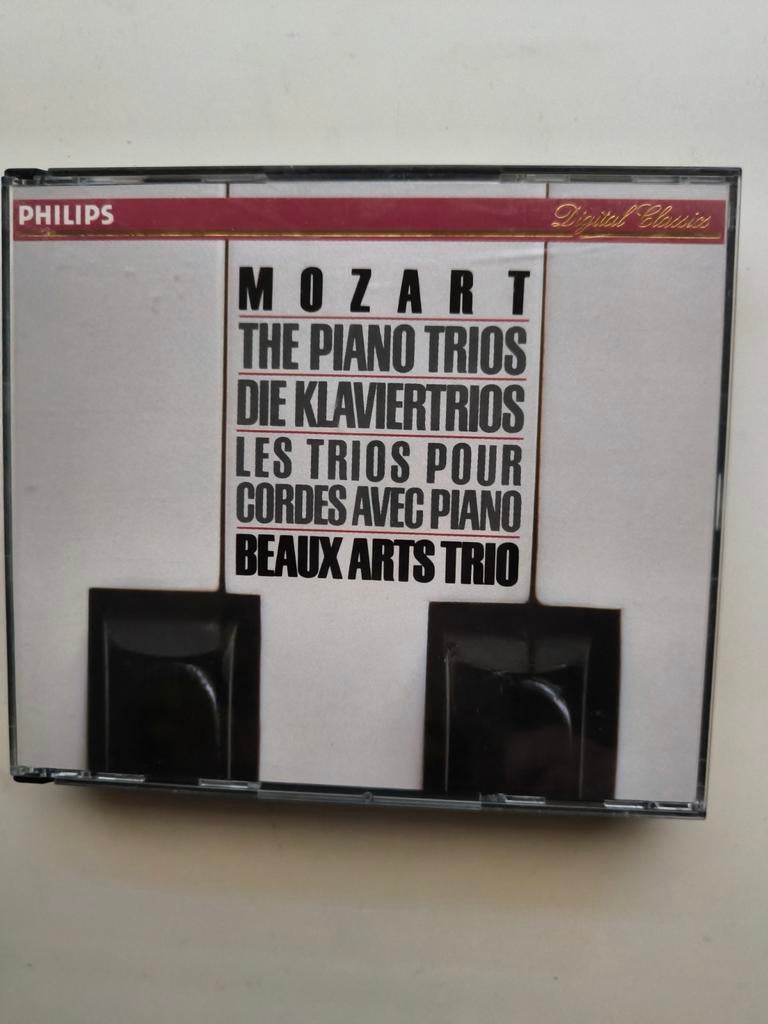 PHILIPS
Digital Classics
MOZART
THE PIANO TRIOS
DIE KLAVIERTRIOS
LES TRIOS POUR
CORDES AVEC PIANO
BEAUX ARTS TRIO